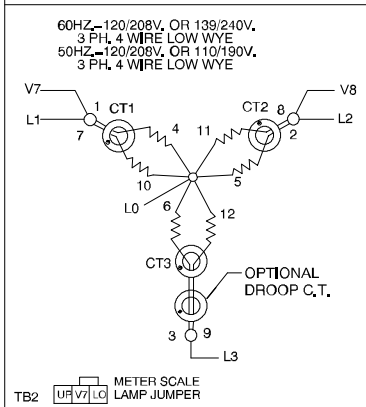 60HZ.-120/208V. OR 139/240V.
3 PH. 4 WIRE LOW WYE
50HZ.-120/208V. OR 110/190V.
3 PH. 4 WIRE LOW WYE
V7
V8
1
CT1
CT2
8
L1
7
4
11
2
L2
10
5
L0
6
12
CT3
OPTIONAL
DROOP C.T.
3
9
L3
METER SCALE
TB2 UP V7 LO LAMP JUMPER